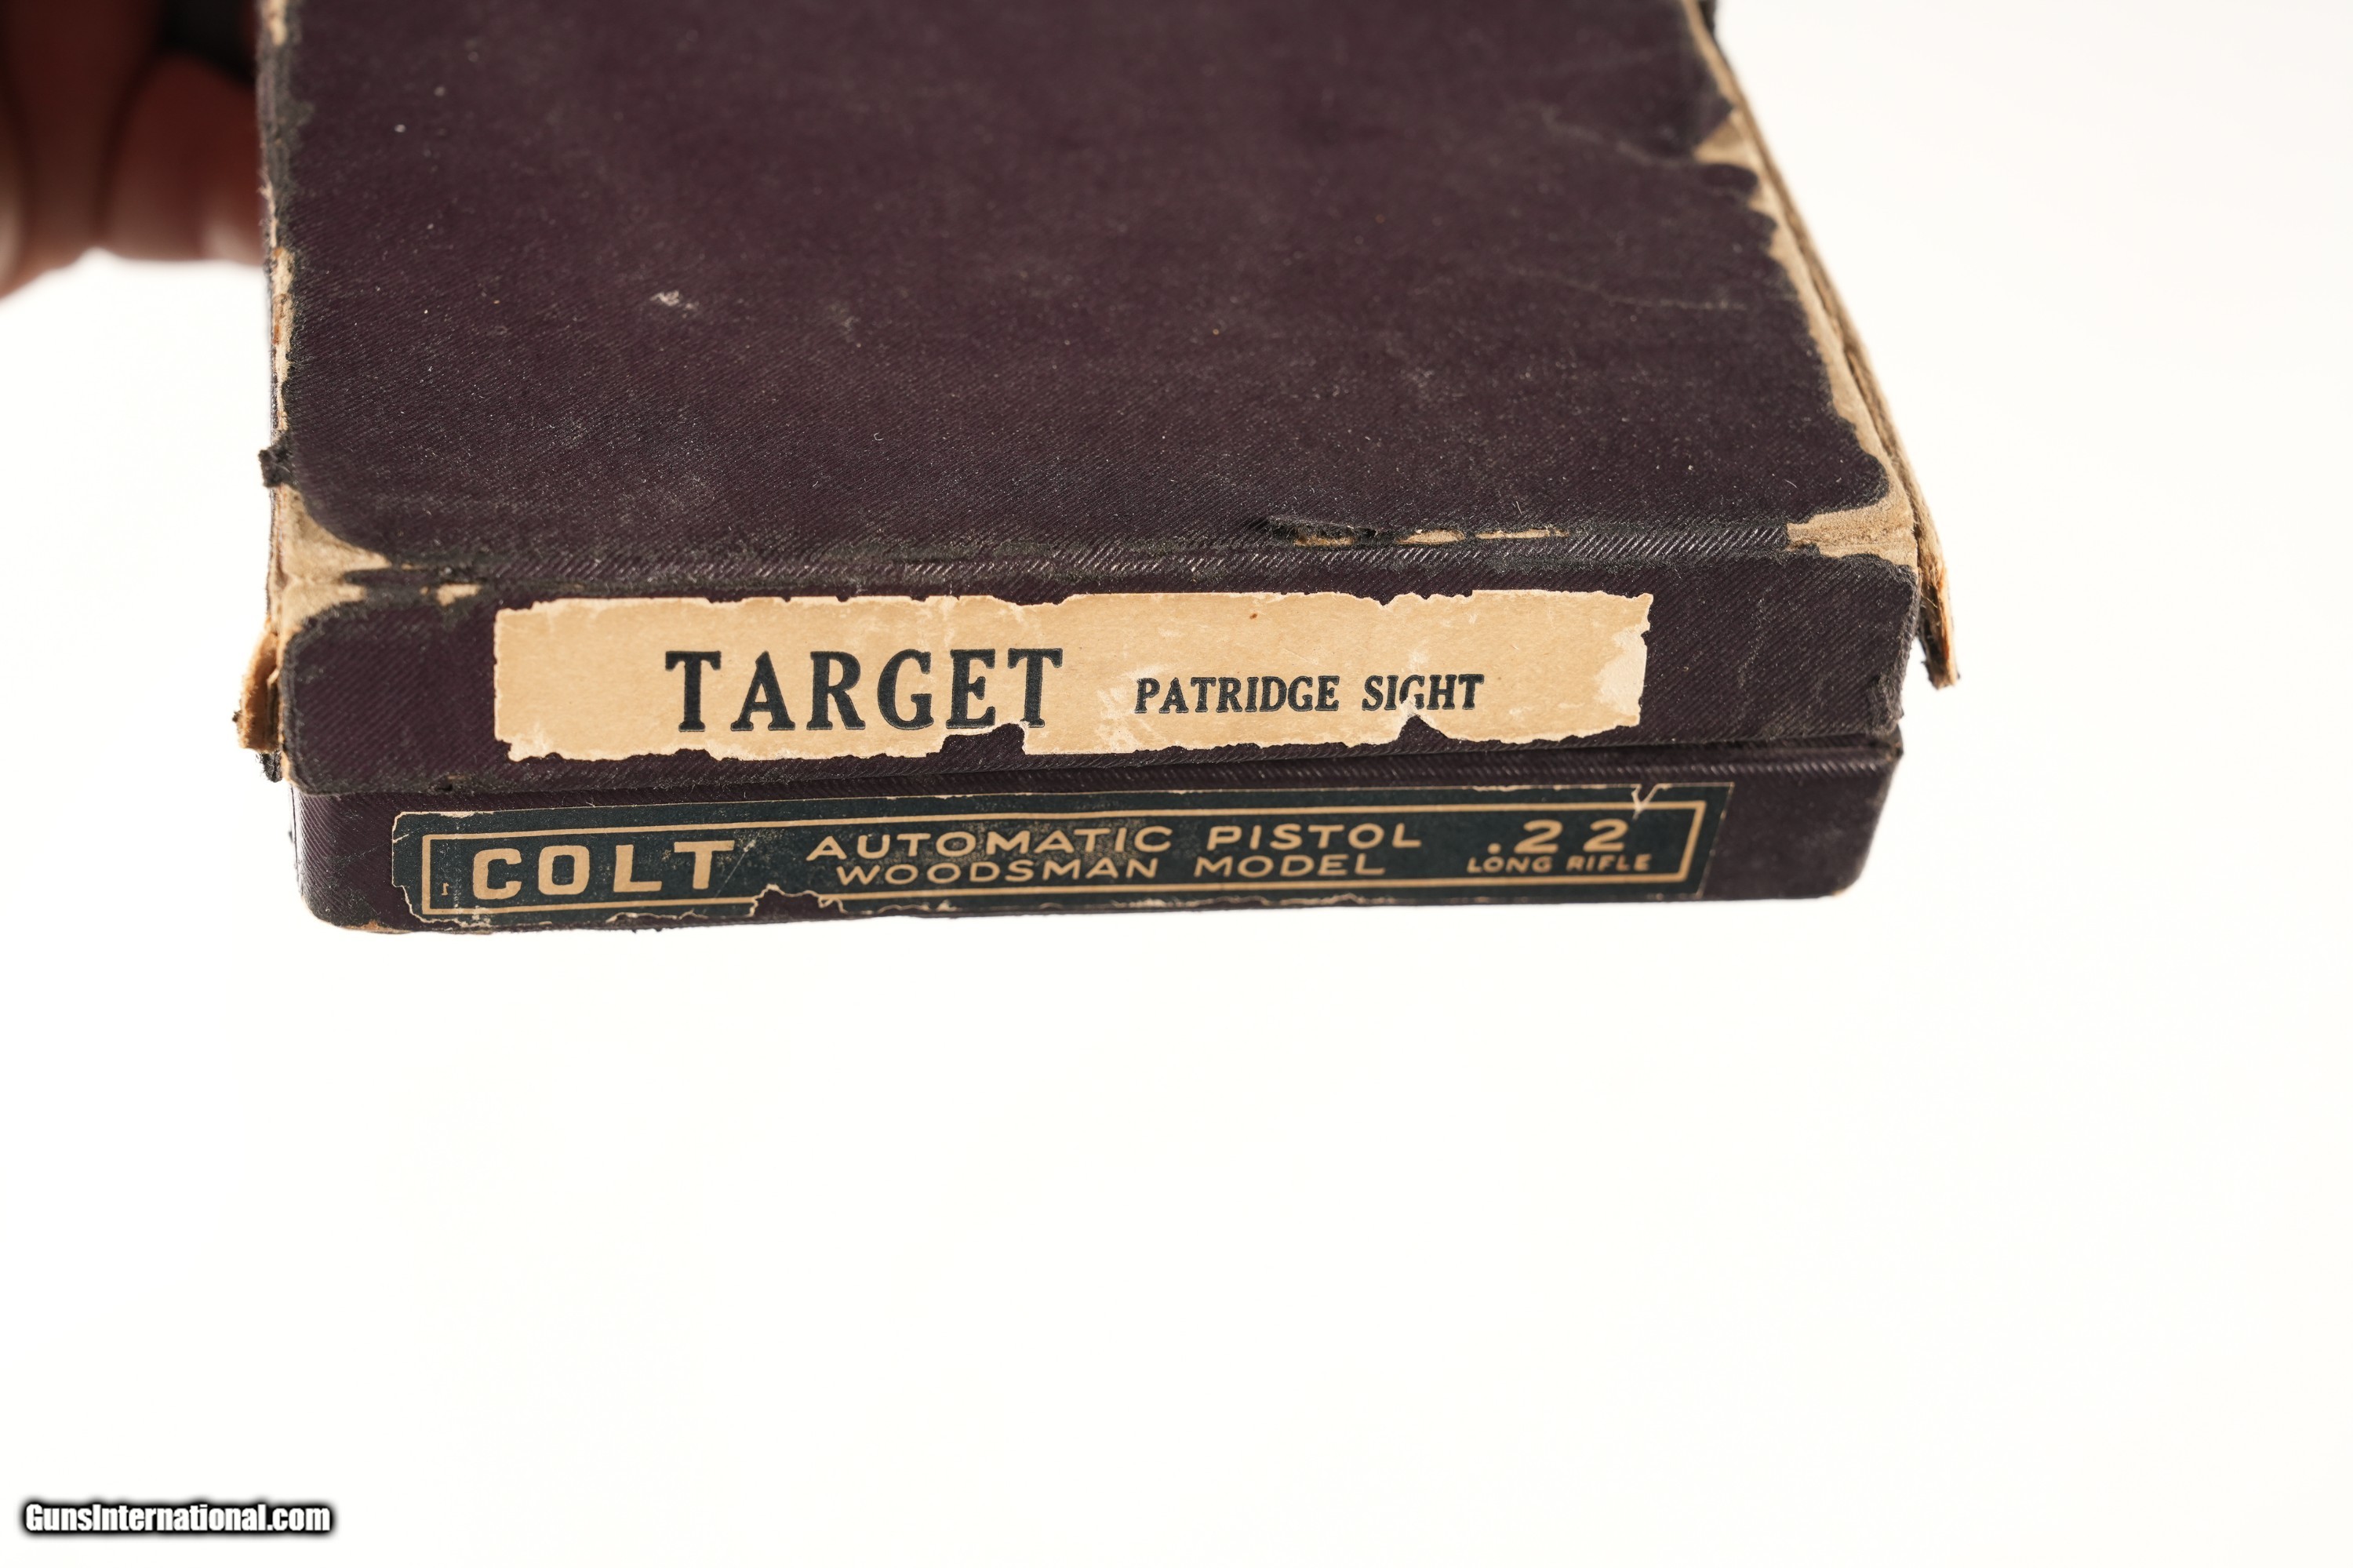 TARGET PATRIDGE SIGHT
COLT AUTOMATIC PISTOL .22
WOODSMAN MODEL LONG RIFLE
GunsInternational.com